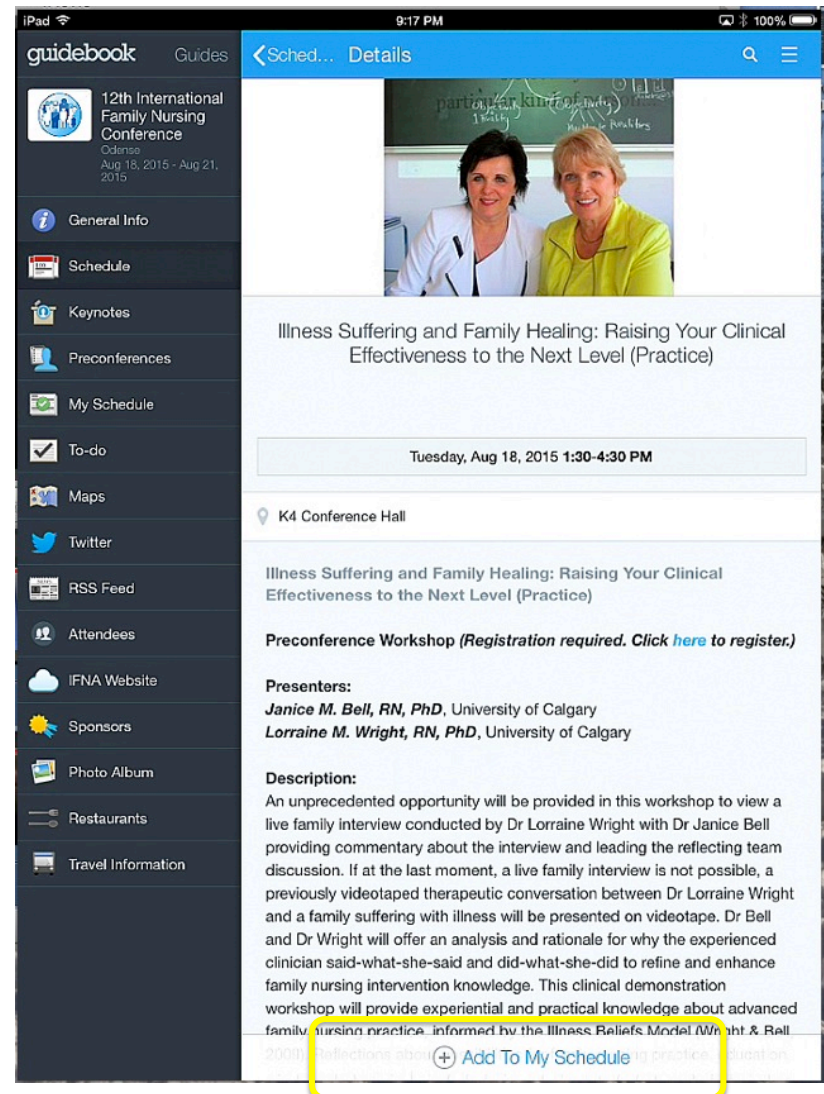 iPad 9:17 PM 100%
guidebook Guides
Sched... Details
12th International
Family Nursing
Conference
Odense
Aug 18, 2015 - Aug 21,
2015
General Info
Schedule
Keynotes
Preconferences
My Schedule
To-do
Maps
Twitter
RSS Feed
Attendees
IFNA Website
Sponsors
Photo Album
Restaurants
Travel Information
particular kind of person...
Illness Suffering and Family Healing: Raising Your Clinical
Effectiveness to the Next Level (Practice)
Tuesday, Aug 18, 2015 1:30-4:30 PM
K4 Conference Hall
Illness Suffering and Family Healing: Raising Your Clinical
Effectiveness to the Next Level (Practice)
Preconference Workshop (Registration required. Click here to register.)
Presenters:
Janice M. Bell, RN, PhD, University of Calgary
Lorraine M. Wright, RN, PhD, University of Calgary
Description:
An unprecedented opportunity will be provided in this workshop to view a
live family interview conducted by Dr Lorraine Wright with Dr Janice Bell
providing commentary about the interview and leading the reflecting team
discussion. If at the last moment, a live family interview is not possible, a
previously videotaped therapeutic conversation between Dr Lorraine Wright
and a family suffering with illness will be presented on videotape. Dr Bell
and Dr Wright will offer an analysis and rationale for why the experienced
clinician said-what-she-said and did-what-she-did to refine and enhance
family nursing intervention knowledge. This clinical demonstration
workshop will provide experiential and practical knowledge about advanced
family nursing practice, informed by the Illness Beliefs Model (Wright & Bell,
Add To My Schedule